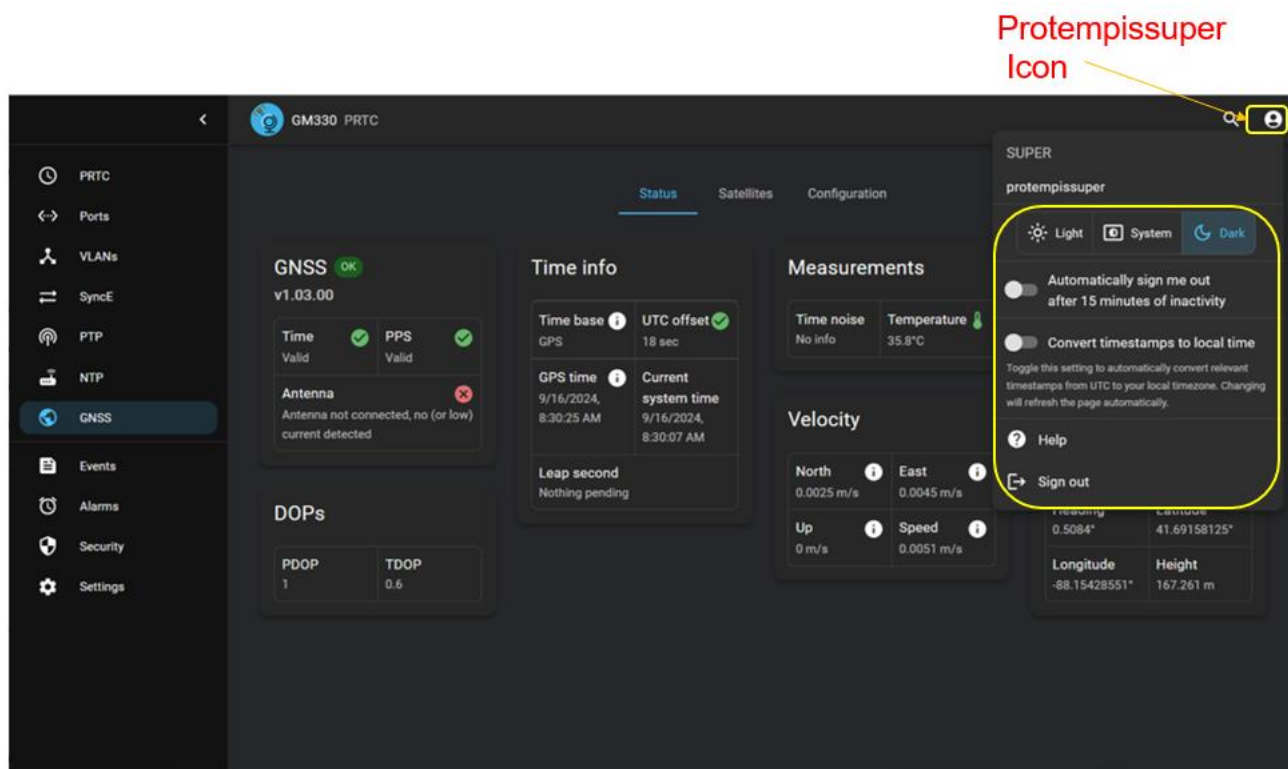 Protempissuper
Icon
GM330 PRTC
SUPER
protempissuper
Light
System
Dark
Automatically sign me out
after 15 minutes of inactivity
Convert timestamps to local time
Toggle this setting to automatically convert relevant
timestamps from UTC to your local timezone. Changing
will refresh the page automatically.
Help
Sign out
PRTC
Ports
VLANs
SyncE
PTP
NTP
GNSS
Events
Alarms
Security
Settings
Status
Satellites
Configuration
GNSS OK
v1.03.00
Time
Valid
PPS
Valid
Antenna
Antenna not connected, no (or low)
current detected
DOPs
PDOP
1
TDOP
0.6
Time info
Time base
GPS
UTC offset
18 sec
GPS time
9/16/2024,
8:30:25 AM
Current
system time
9/16/2024,
8:30:07 AM
Leap second
Nothing pending
Measurements
Time noise
No info
Temperature
35.8°C
Velocity
North
0.0025 m/s
East
0.0045 m/s
Up
0 m/s
Speed
0.0051 m/s
Heading
0.5084°
Latitude
41.69158125°
Longitude
-88.15428551°
Height
167.261 m